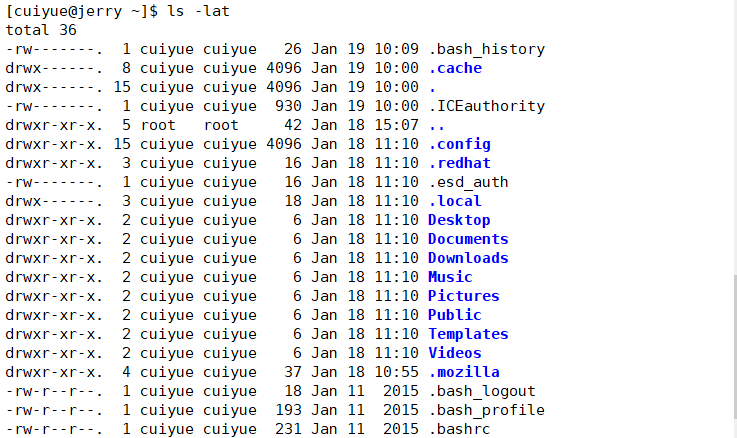 [cuiyue@jerry ~]$ ls -lat
total 36
-rw-------.  1 cuiyue cuiyue   26 Jan 19 10:09 .bash_history
drwx------.  8 cuiyue cuiyue 4096 Jan 19 10:00 .cache
drwx------. 15 cuiyue cuiyue 4096 Jan 19 10:00 .
-rw-------.  1 cuiyue cuiyue  930 Jan 19 10:00 .ICEauthority
drwxr-xr-x.  5 root   root     42 Jan 18 15:07 ..
drwxr-xr-x. 15 cuiyue cuiyue 4096 Jan 18 11:10 .config
drwxr-xr-x.  3 cuiyue cuiyue   16 Jan 18 11:10 .redhat
-rw-------.  1 cuiyue cuiyue   16 Jan 18 11:10 .esd_auth
drwx------.  3 cuiyue cuiyue   18 Jan 18 11:10 .local
drwxr-xr-x.  2 cuiyue cuiyue    6 Jan 18 11:10 Desktop
drwxr-xr-x.  2 cuiyue cuiyue    6 Jan 18 11:10 Documents
drwxr-xr-x.  2 cuiyue cuiyue    6 Jan 18 11:10 Downloads
drwxr-xr-x.  2 cuiyue cuiyue    6 Jan 18 11:10 Music
drwxr-xr-x.  2 cuiyue cuiyue    6 Jan 18 11:10 Pictures
drwxr-xr-x.  2 cuiyue cuiyue    6 Jan 18 11:10 Public
drwxr-xr-x.  2 cuiyue cuiyue    6 Jan 18 11:10 Templates
drwxr-xr-x.  2 cuiyue cuiyue    6 Jan 18 11:10 Videos
drwxr-xr-x.  4 cuiyue cuiyue   37 Jan 18 10:55 .mozilla
-rw-r--r--.  1 cuiyue cuiyue   18 Jan 11  2015 .bash_logout
-rw-r--r--.  1 cuiyue cuiyue  193 Jan 11  2015 .bash_profile
-rw-r--r--.  1 cuiyue cuiyue  231 Jan 11  2015 .bashrc